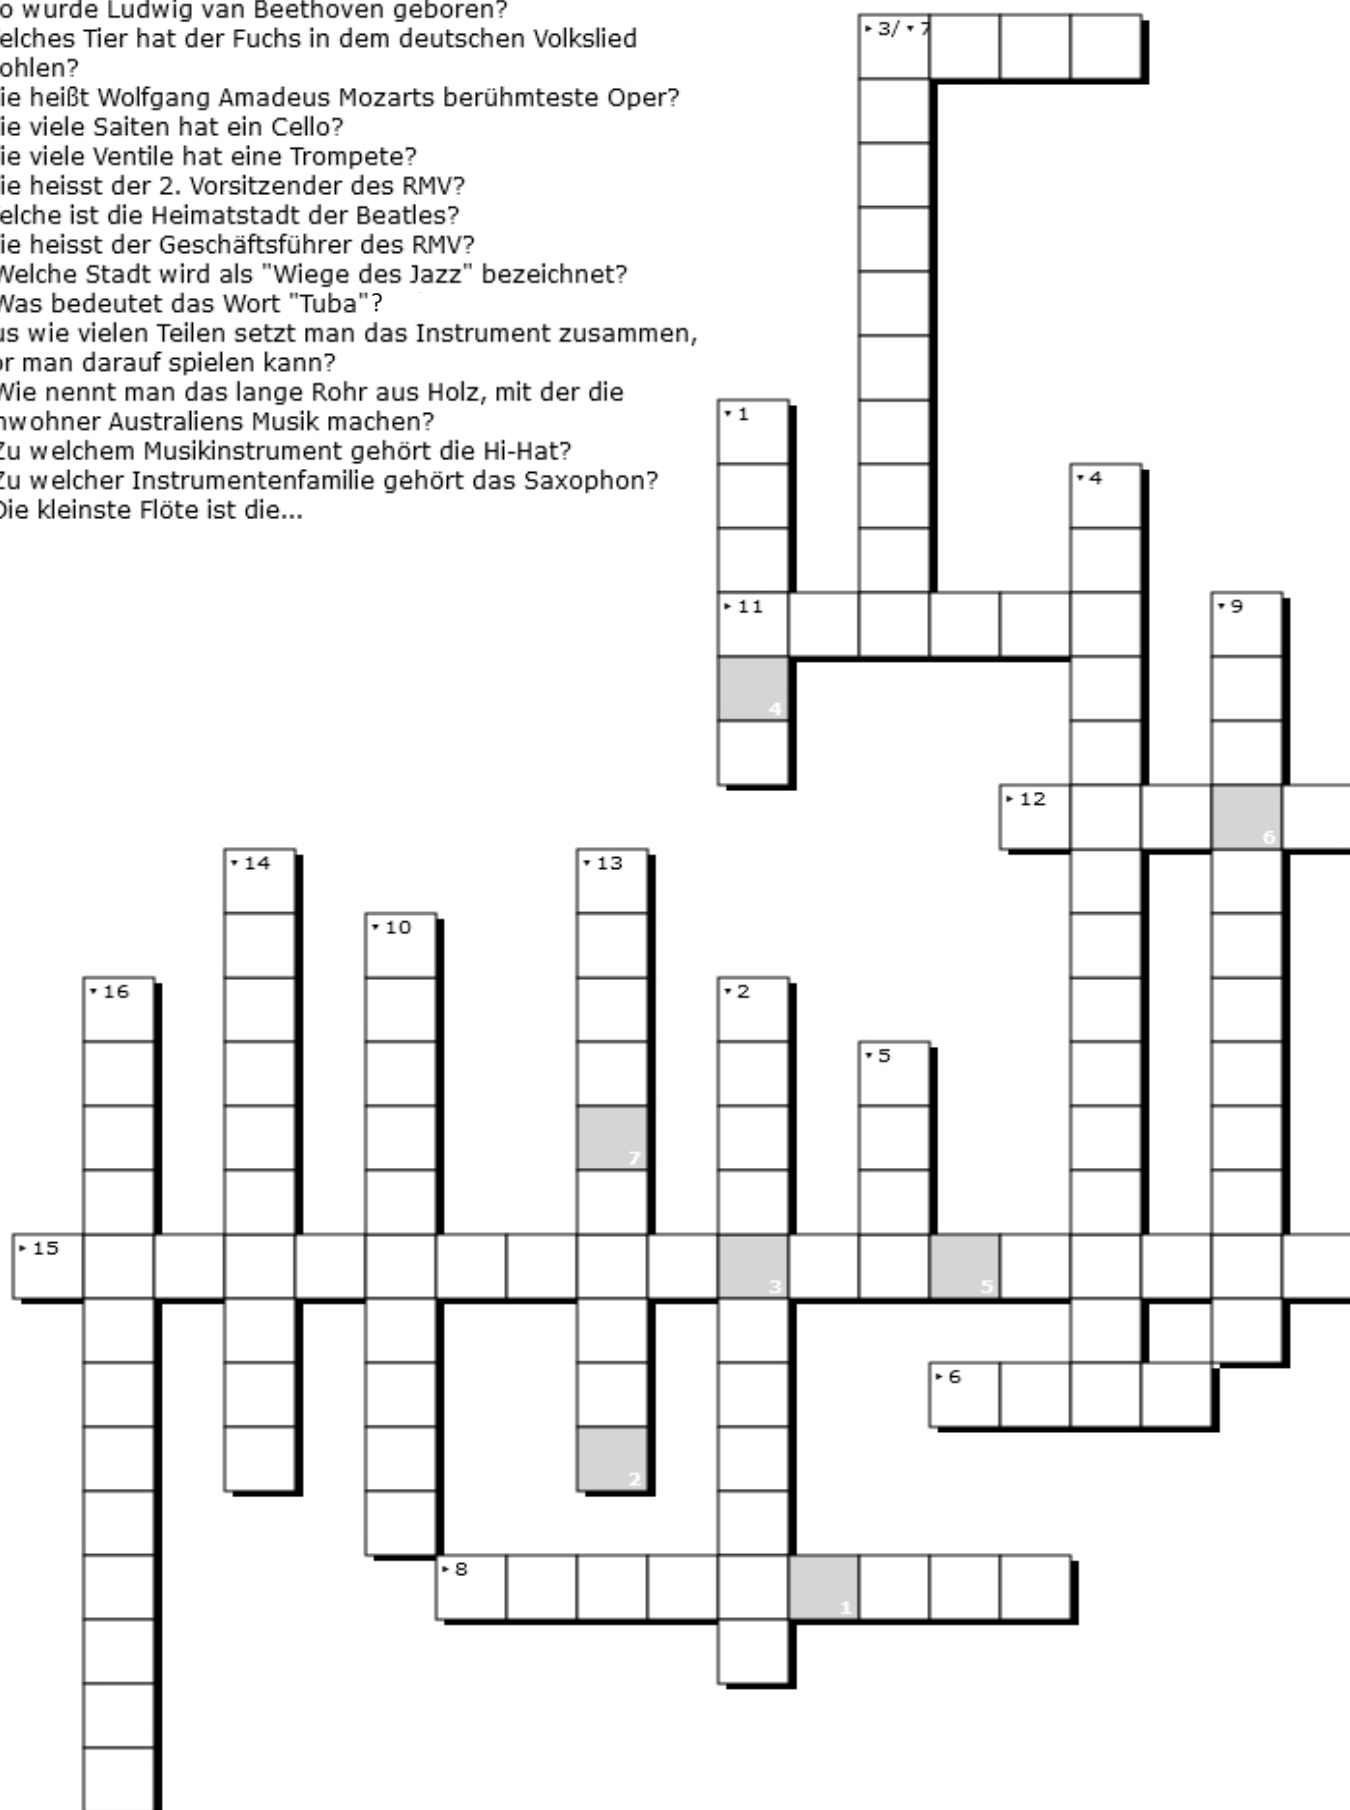 o wurde Ludwig van Beethoven geboren?
elches Tier hat der Fuchs in dem deutschen Volkslied
ohlen?
ie heißt Wolfgang Amadeus Mozarts berühmteste Oper?
ie viele Saiten hat ein Cello?
ie viele Ventile hat eine Trompete?
ie heisst der 2. Vorsitzender des RMV?
elche ist die Heimatstadt der Beatles?
ie heisst der Geschäftsführer des RMV?
Welche Stadt wird als "Wiege des Jazz" bezeichnet?
Was bedeutet das Wort "Tuba"?
us wie vielen Teilen setzt man das Instrument zusammen,
or man darauf spielen kann?
Wie nennt man das lange Rohr aus Holz, mit der die
nwohner Australiens Musik machen?
Zu welchem Musikinstrument gehört die Hi-Hat?
Zu welcher Instrumentenfamilie gehört das Saxophon?
Die kleinste Flöte ist die...
▸3/ ▾7
▾1
▾4
▸11
▾9
4
▸12
6
▾14
▾13
▾10
▾16
▾2
▾5
7
▸15
3
5
▸6
2
▸8
1